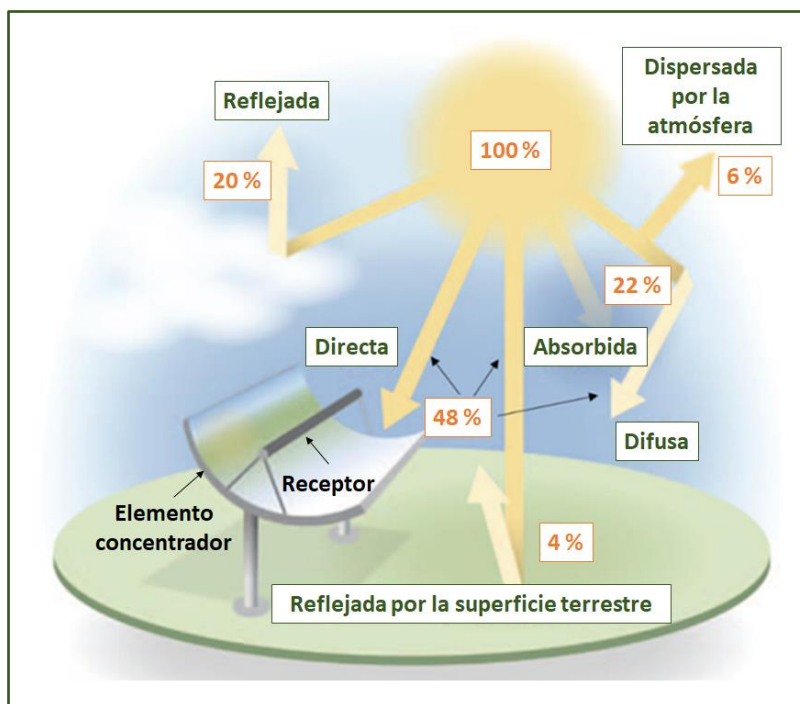 Dispersada
por la
atmósfera
Reflejada
100 %
20 %
6 %
22 %
Directa
Absorbida
48 %
Difusa
Receptor
Elemento
concentrador
4 %
Reflejada por la superficie terrestre